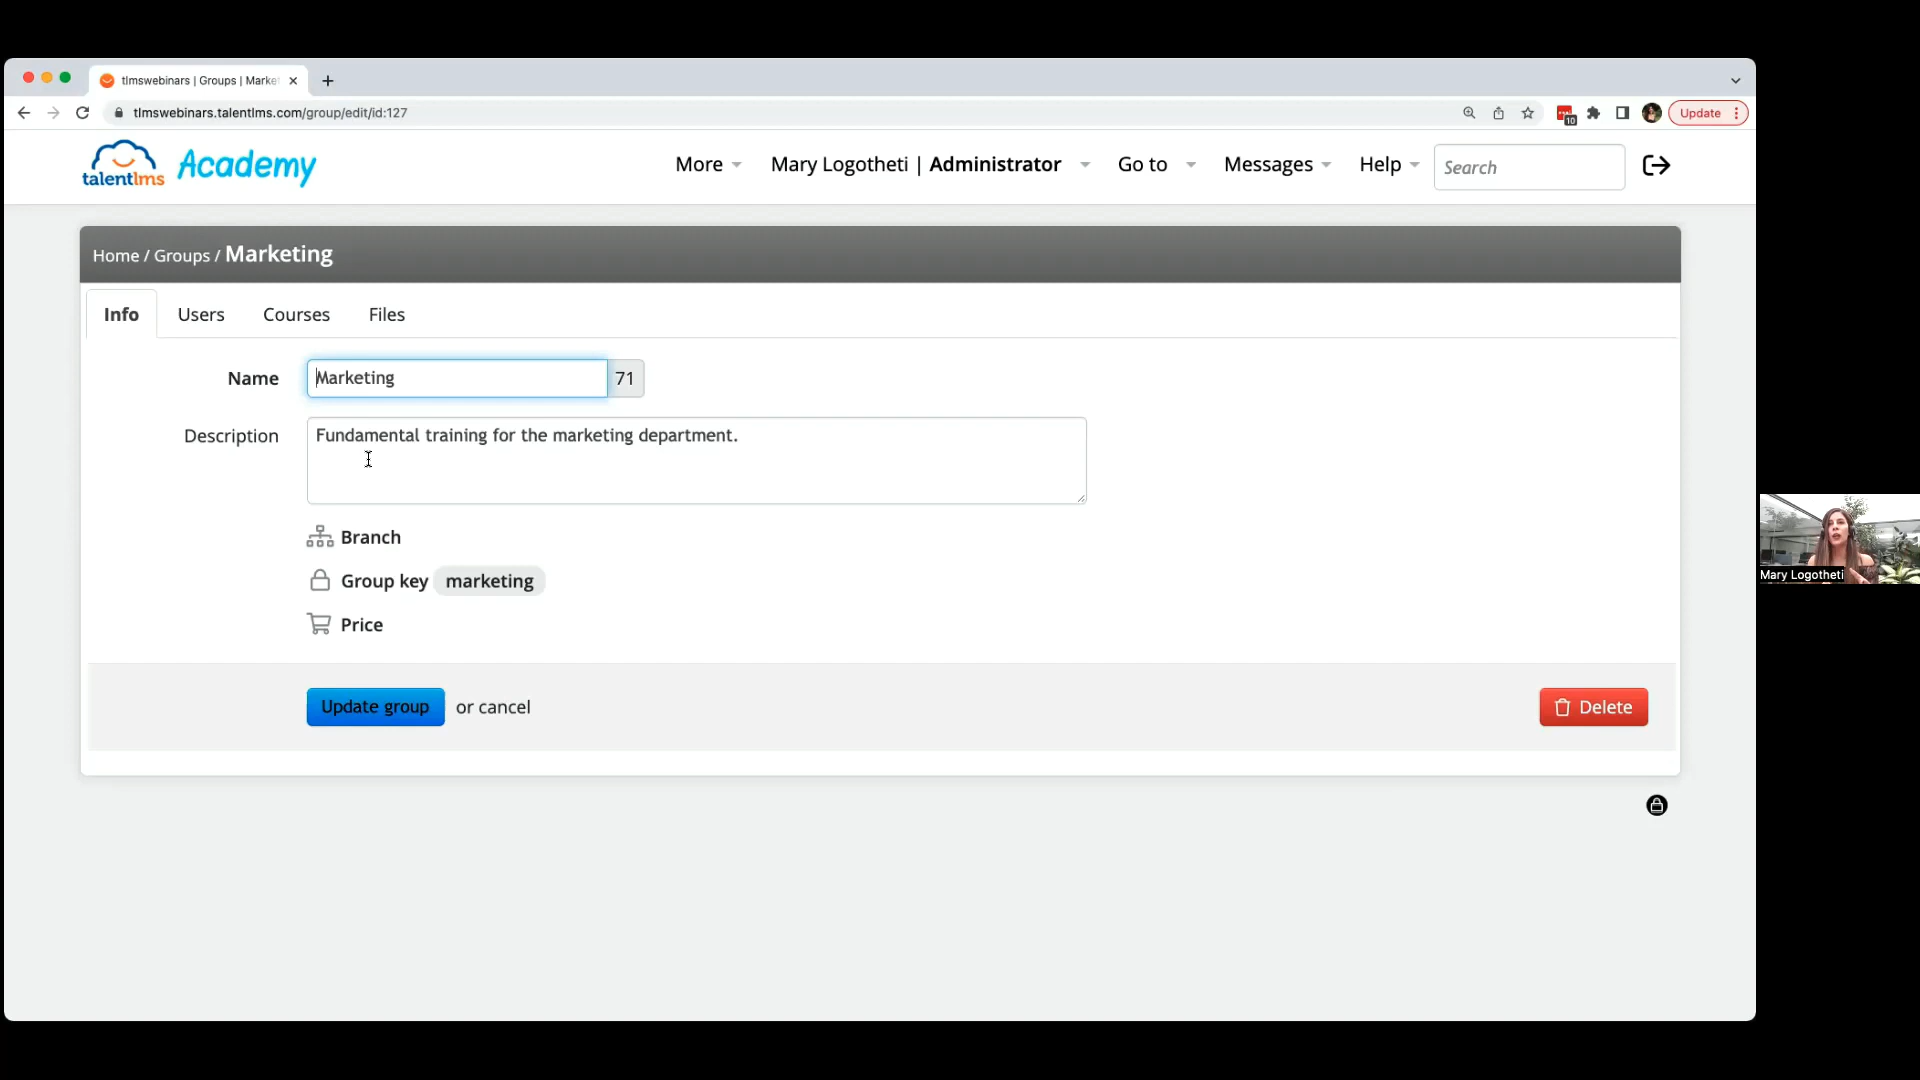 tlmswebinars | Groups | Marke
tlmswebinars.talentlms.com/group/edit/id:127
10
Update
talentlms Academy
More
Mary Logotheti | Administrator
Go to
Messages
Help
Search
Home / Groups / Marketing
Info
Users
Courses
Files
Name
Marketing
71
Description
Fundamental training for the marketing department.
Branch
Group key marketing
Price
Update group or cancel
Delete
Mary Logotheti